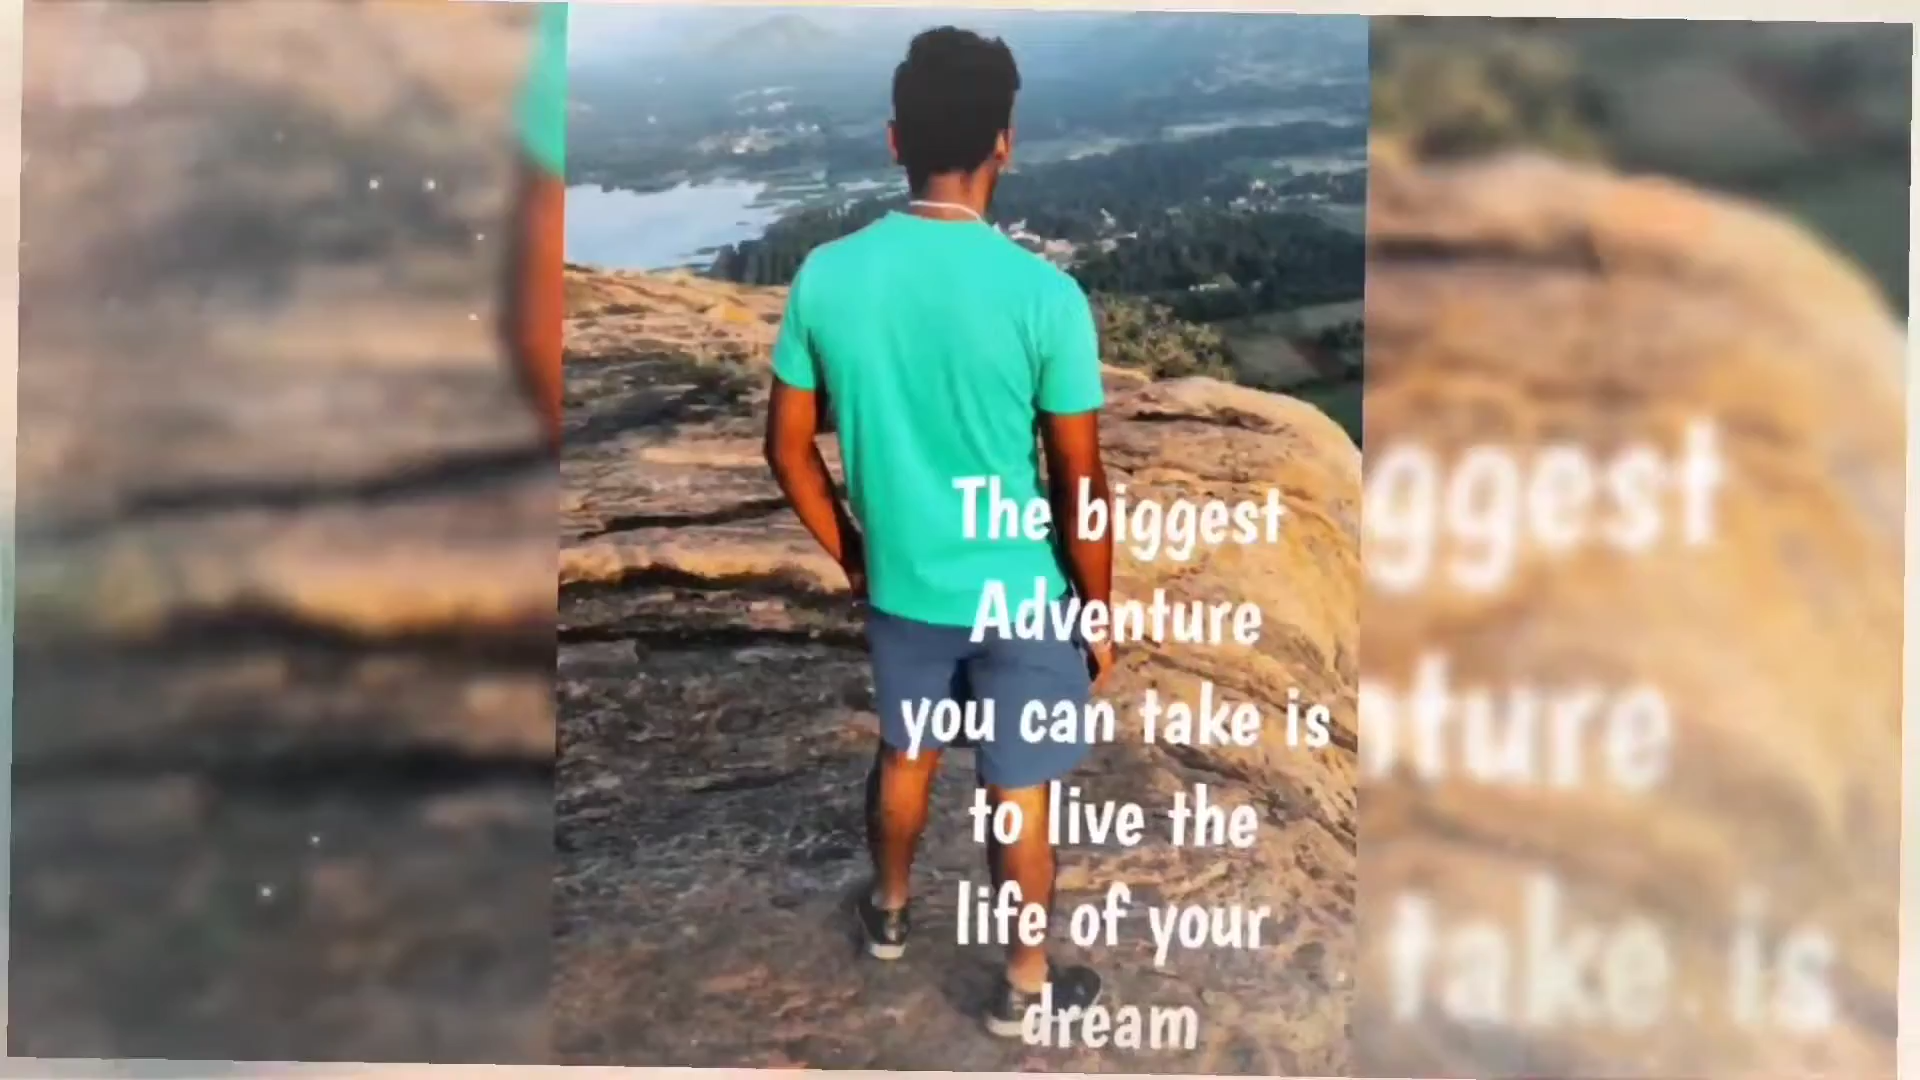 The biggest
Adventure
you can take is
to live the
life of your
dream